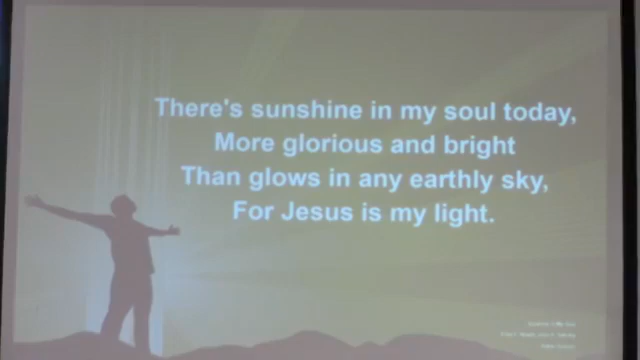 There's sunshine in my soul today,
More glorious and bright
Than glows in any earthly sky,
For Jesus is my light.